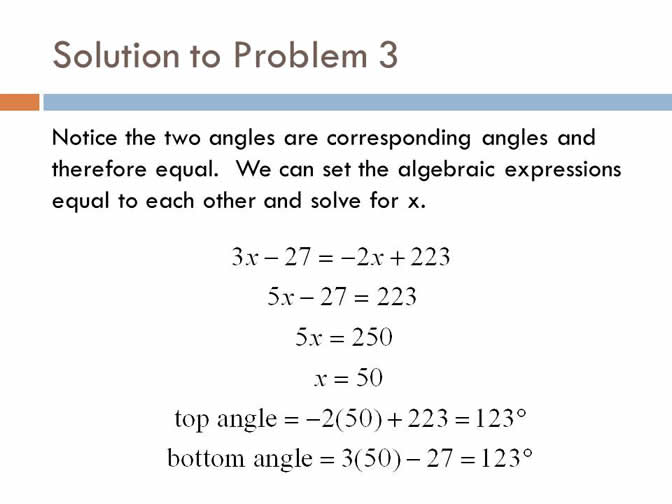 Solution to Problem 3
Notice the two angles are corresponding angles and
therefore equal.  We can set the algebraic expressions
equal to each other and solve for x.
3x − 27 = −2x + 223
5x − 27 = 223
5x = 250
x = 50
top angle = −2(50) + 223 = 123°
bottom angle = 3(50) − 27 = 123°